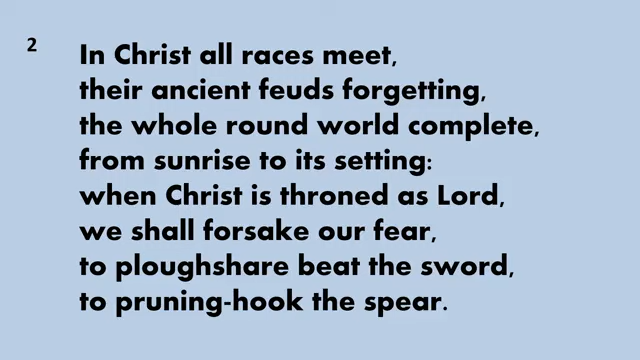 2
In Christ all races meet,
their ancient feuds forgetting,
the whole round world complete,
from sunrise to its setting:
when Christ is throned as Lord,
we shall forsake our fear,
to ploughshare beat the sword,
to pruning-hook the spear.